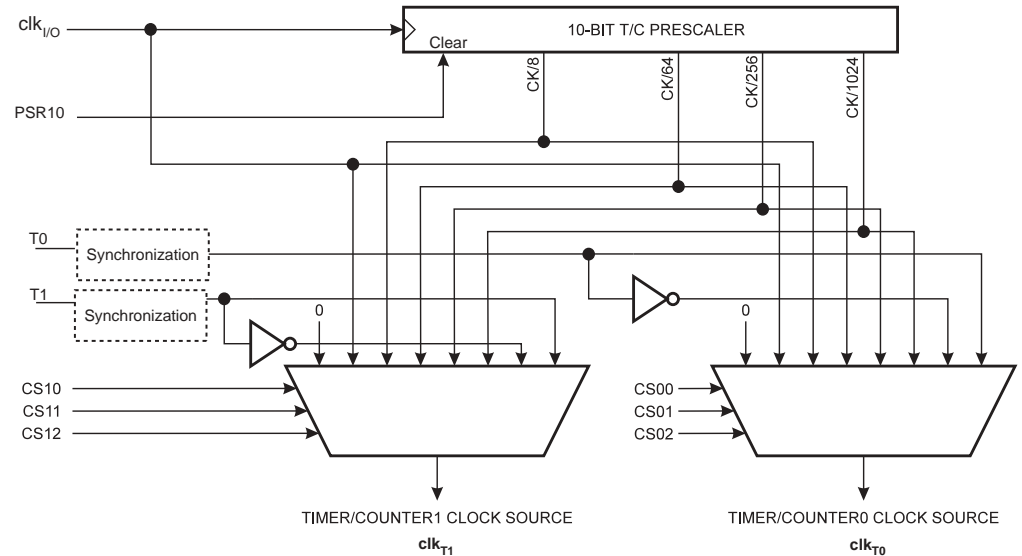 clkI/O
10-BIT T/C PRESCALER
Clear
PSR10
CK/8
CK/64
CK/256
CK/1024
T0
Synchronization
T1
Synchronization
0
0
CS10
CS11
CS12
CS00
CS01
CS02
TIMER/COUNTER1 CLOCK SOURCE
clkT1
TIMER/COUNTER0 CLOCK SOURCE
clkT0